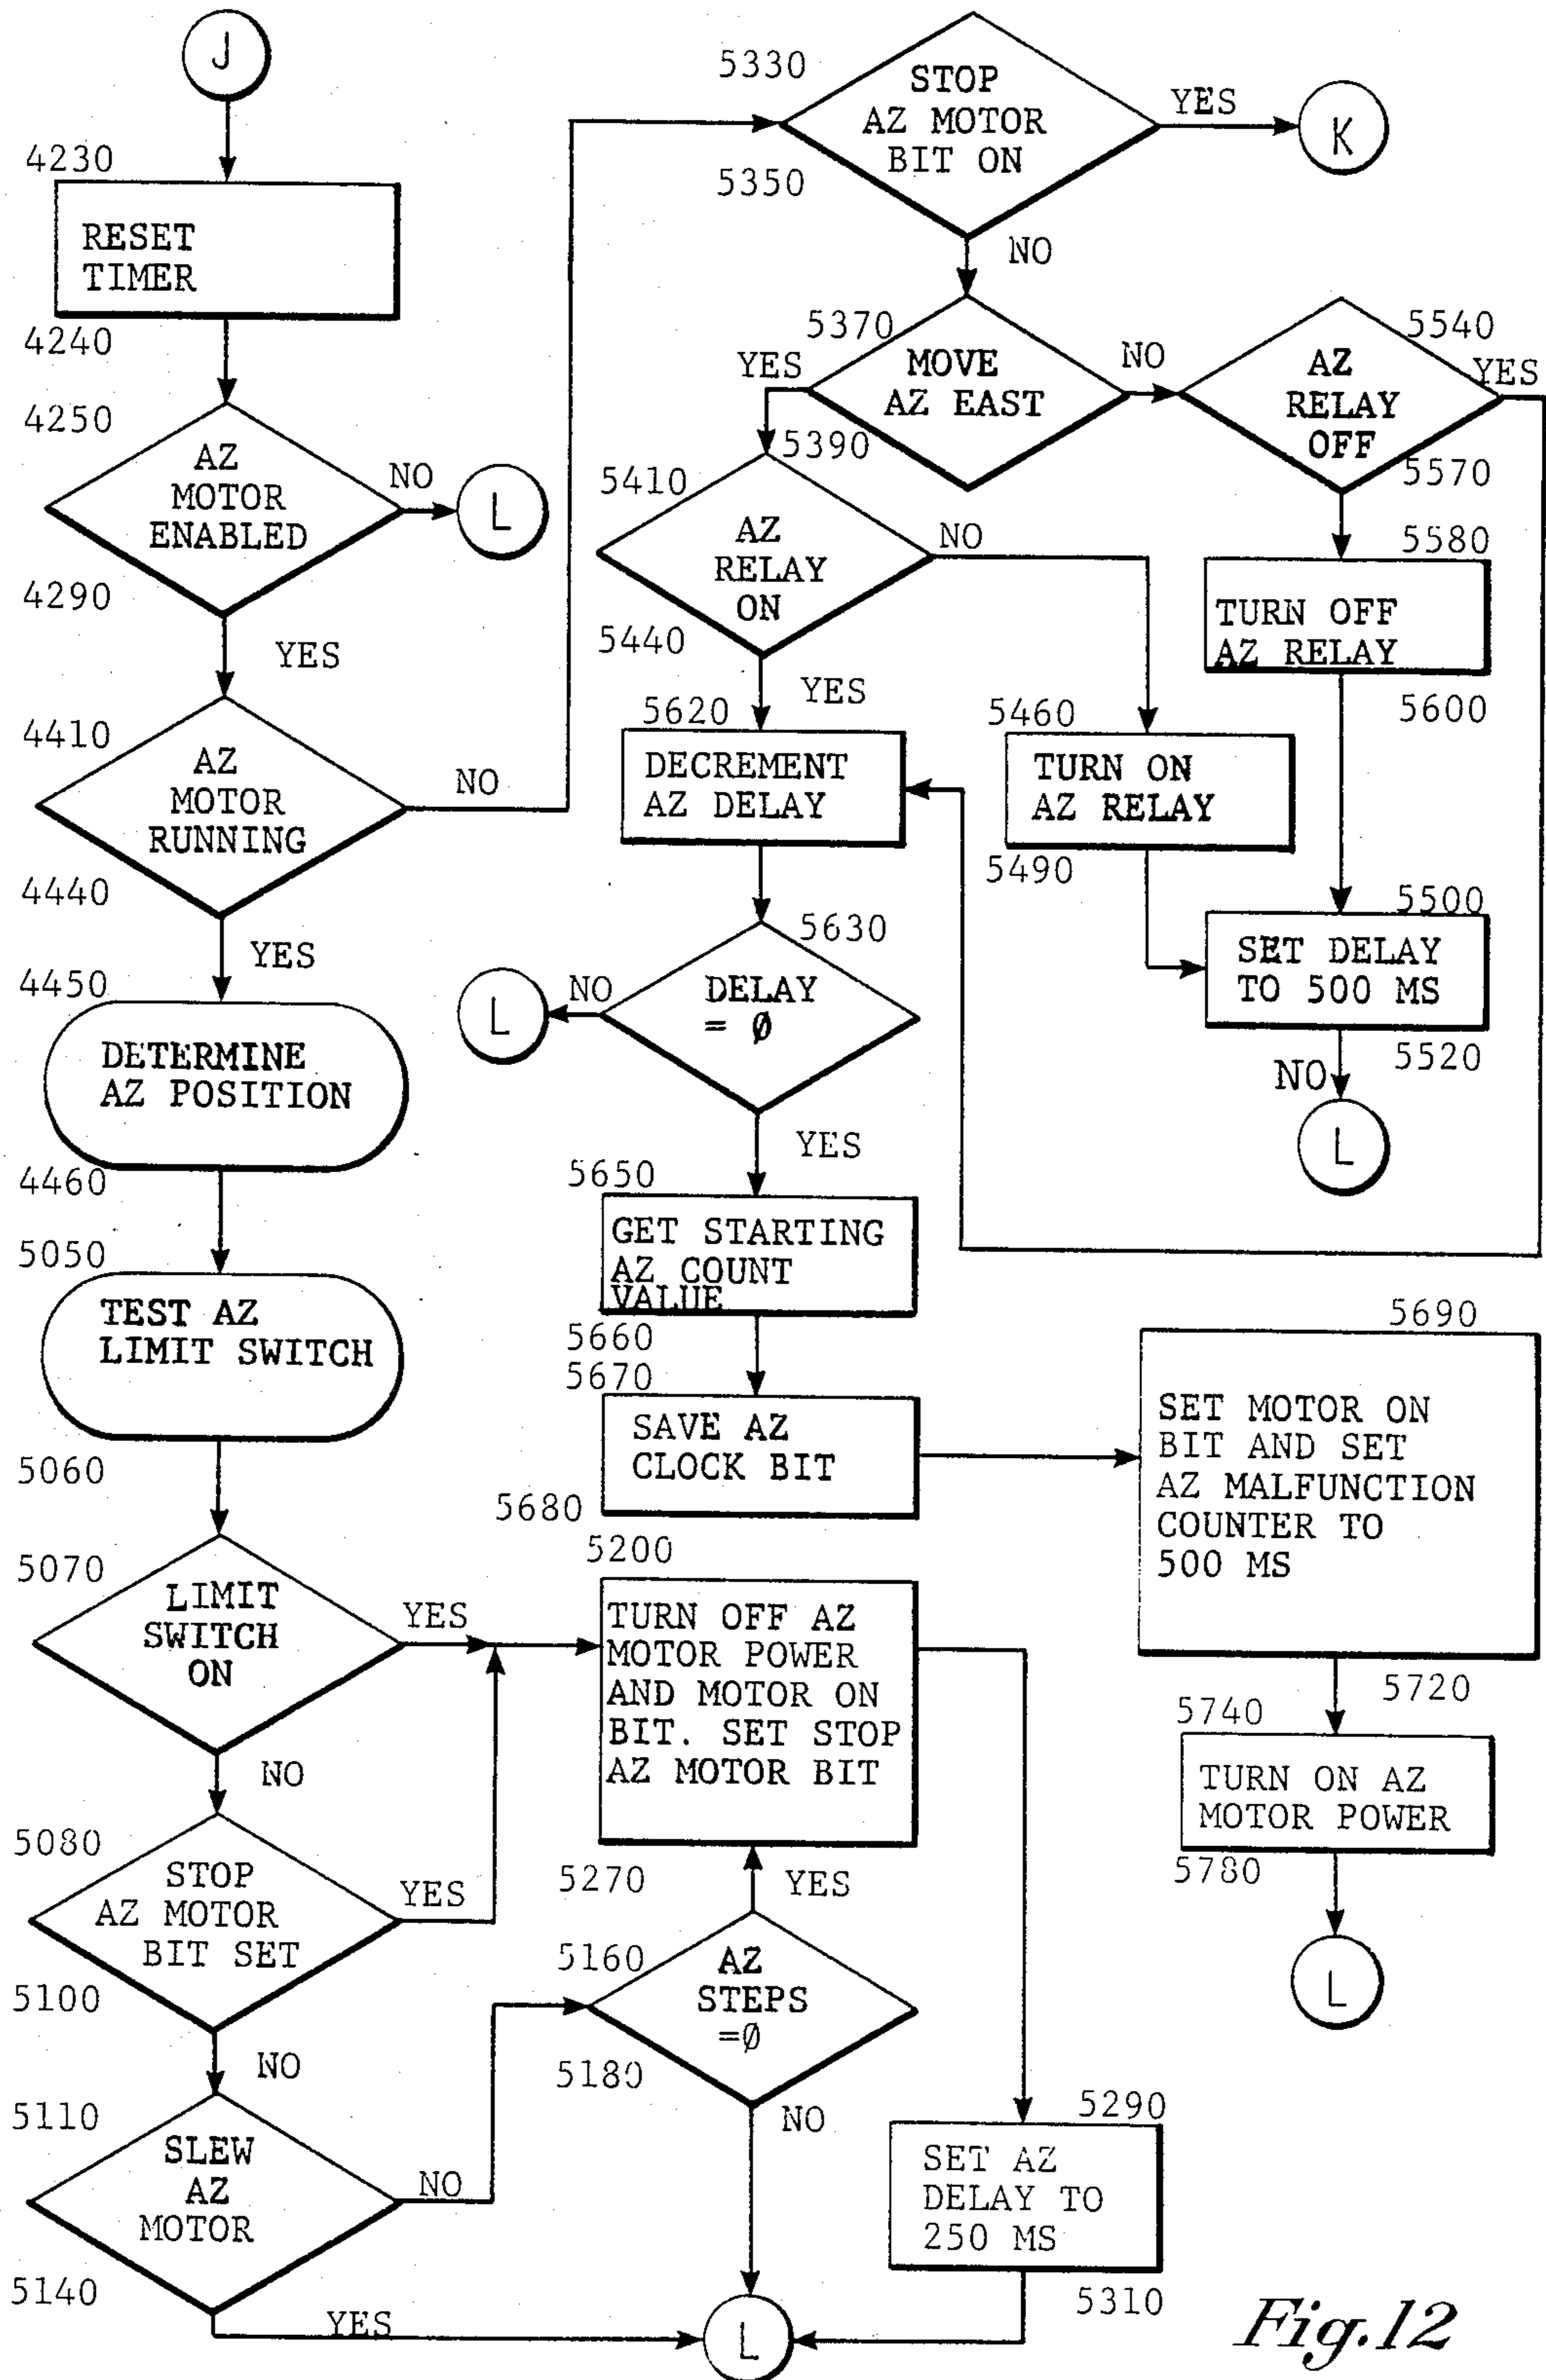 J
4230
RESET
TIMER
4240
4250
AZ
MOTOR
ENABLED
NO
L
4290
YES
4410
AZ
MOTOR
RUNNING
NO
4440
YES
4450
DETERMINE
AZ POSITION
4460
5050
TEST AZ
LIMIT SWITCH
5060
5070
LIMIT
SWITCH
ON
YES
NO
5080
STOP
AZ MOTOR
BIT SET
YES
5100
NO
5110
SLEW
AZ
MOTOR
NO
5140
YES
5330
STOP
AZ MOTOR
BIT ON
YES
K
5350
NO
5370
MOVE
AZ EAST
YES
NO
5390
5540
AZ
RELAY
OFF
YES
5570
5410
AZ
RELAY
ON
NO
5440
YES
5580
TURN OFF
AZ RELAY
5600
5460
TURN ON
AZ RELAY
5490
5500
SET DELAY
TO 500 MS
5520
NO
L
5620
DECREMENT
AZ DELAY
5630
DELAY
= Ø
NO
L
YES
5650
GET STARTING
AZ COUNT
VALUE
5660
5670
SAVE AZ
CLOCK BIT
5680
5690
SET MOTOR ON
BIT AND SET
AZ MALFUNCTION
COUNTER TO
500 MS
5720
5740
TURN ON AZ
MOTOR POWER
5780
L
5200
TURN OFF AZ
MOTOR POWER
AND MOTOR ON
BIT. SET STOP
AZ MOTOR BIT
5270
YES
5160
AZ
STEPS
=Ø
5180
NO
5290
SET AZ
DELAY TO
250 MS
5310
L
Fig.12